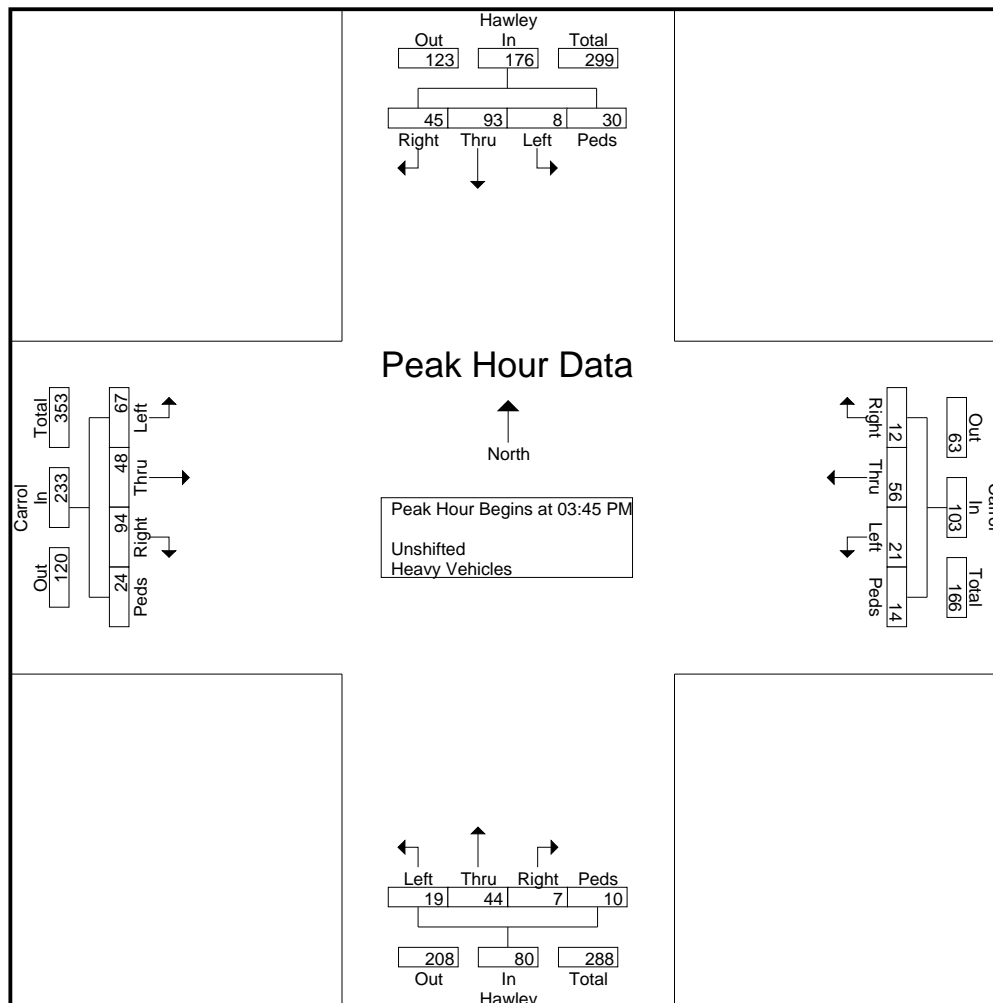 Hawley
Out In Total
123 176 299
45 93 8 30
Right Thru Left Peds
Peak Hour Data
North
Peak Hour Begins at 03:45 PM
Unshifted
Heavy Vehicles
Carrol
Total In Out
353 233 120
67 48 94 24
Left Thru Right Peds
Right Thru Left Peds
12 56 21 14
Out In Total
63 103 166
Left Thru Right Peds
19 44 7 10
208 80 288
Out In Total
Hawley